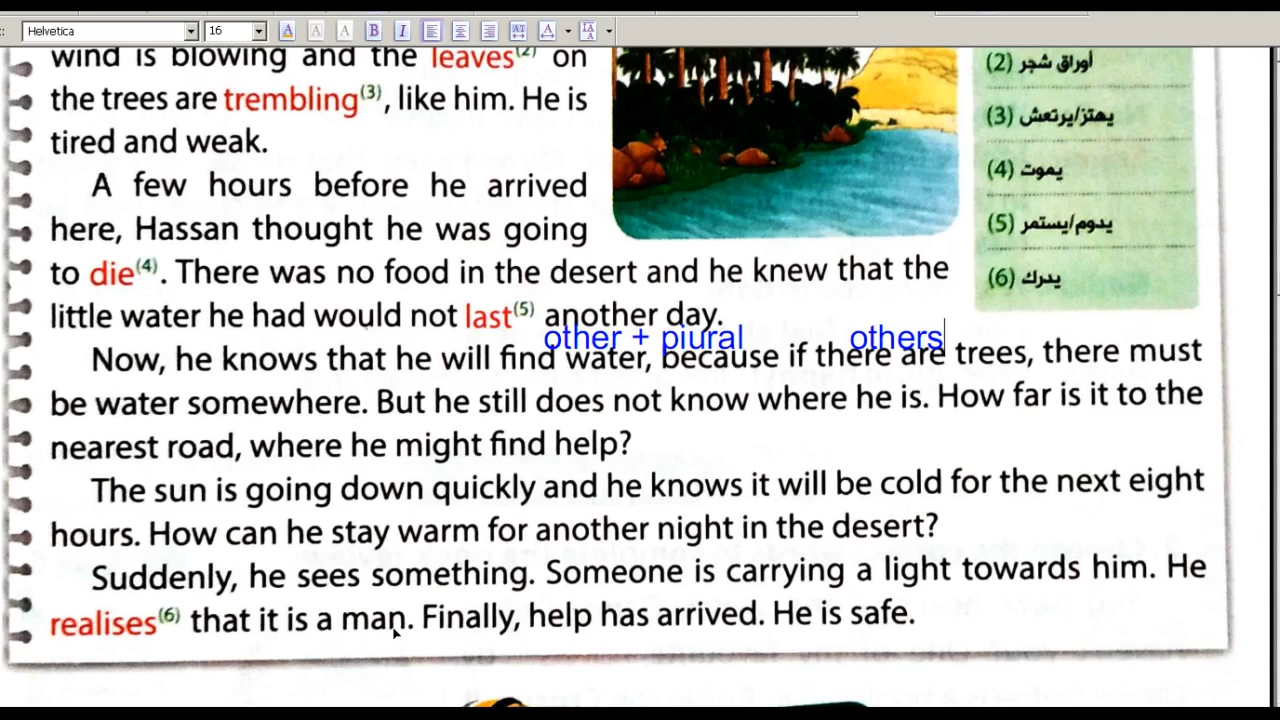 Helvetica
16
wind is blowing and the leaves(2) on
the trees are trembling(3), like him. He is
tired and weak.
A few hours before he arrived
here, Hassan thought he was going
to die(4). There was no food in the desert and he knew that the
little water he had would not last(5) another day.
other + piural others
Now, he knows that he will find water, because if there are trees, there must
be water somewhere. But he still does not know where he is. How far is it to the
nearest road, where he might find help?
The sun is going down quickly and he knows it will be cold for the next eight
hours. How can he stay warm for another night in the desert?
Suddenly, he sees something. Someone is carrying a light towards him. He
realises(6) that it is a man. Finally, help has arrived. He is safe.
(2) أوراق شجر
(3) يهتز/يرتعش
(4) يموت
(5) يدوم/يستمر
(6) يدرك